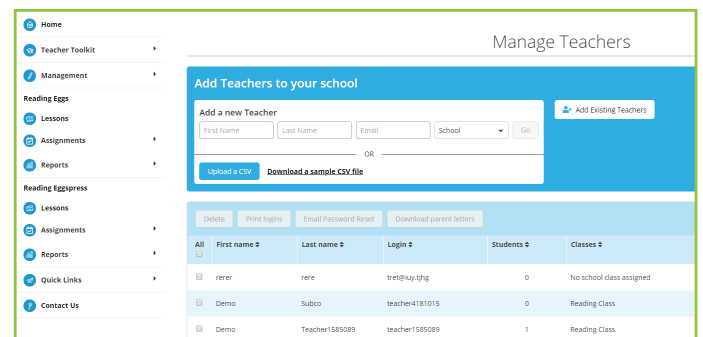 Home
Teacher Toolkit
Management
Reading Eggs
Lessons
Assignments
Reports
Reading Eggspress
Lessons
Assignments
Reports
Quick Links
Contact Us
Manage Teachers
Add Teachers to your school
Add a new Teacher
First Name Last Name Email School Go
OR
Upload a CSV Download a sample CSV file
Add Existing Teachers
Delete Print logins Email Password Reset Download parent letters
All First name Last name Login Students Classes
rerer rere tret@iuy.tjhg 0 No school class assigned
Demo Subco teacher4181015 0 Reading Class
Demo Teacher1585089 teacher1585089 1 Reading Class